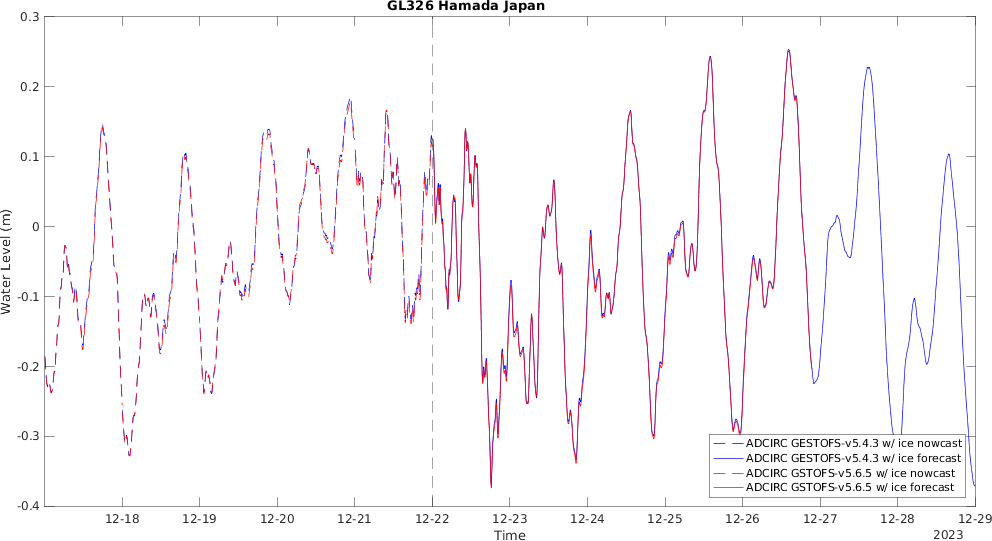 GL326 Hamada Japan
0.3
0.2
0.1
0
-0.1
-0.2
-0.3
-0.4
Water Level (m)
ADCIRC GESTOFS-v5.4.3 w/ ice nowcast
ADCIRC GESTOFS-v5.4.3 w/ ice forecast
ADCIRC GSTOFS-v5.6.5 w/ ice nowcast
ADCIRC GSTOFS-v5.6.5 w/ ice forecast
12-18 12-19 12-20 12-21 12-22 12-23 12-24 12-25 12-26 12-27 12-28 12-29
Time
2023